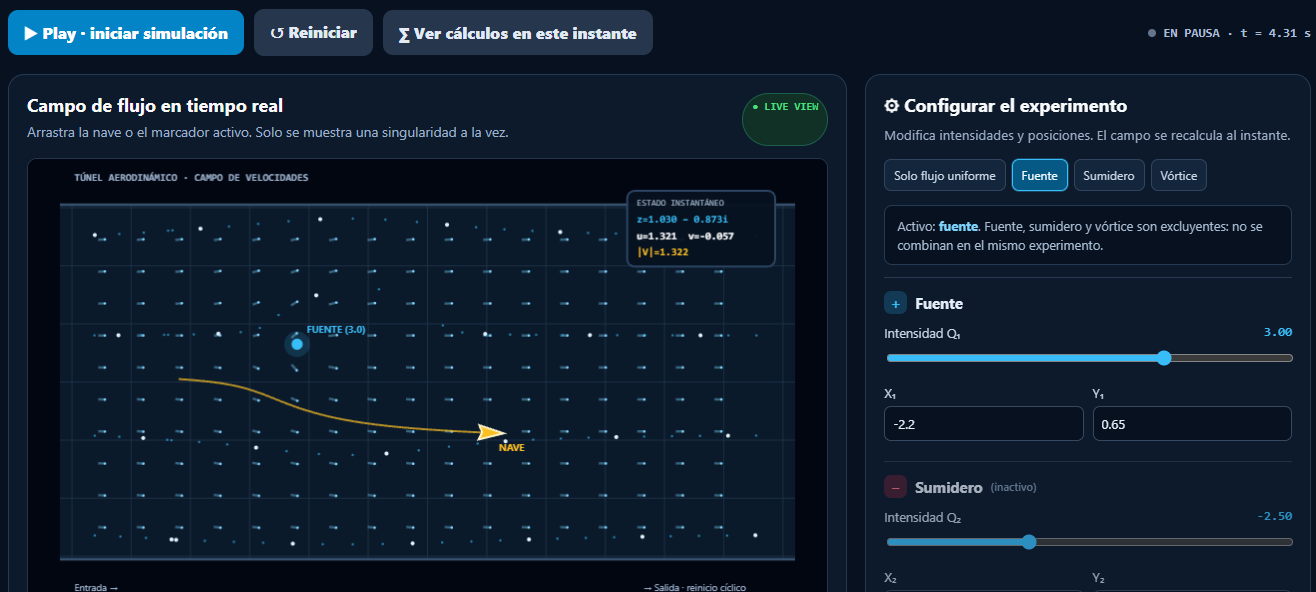 ▶ Play · iniciar simulación
↺ Reiniciar
∑ Ver cálculos en este instante
● EN PAUSA · t = 4.31 s
Campo de flujo en tiempo real
Arrastra la nave o el marcador activo. Solo se muestra una singularidad a la vez.
● LIVE VIEW
TÚNEL AERODINÁMICO · CAMPO DE VELOCIDADES
ESTADO INSTANTÁNEO
z=1.030 − 0.873i
u=1.321 v=-0.057
|V|=1.322
FUENTE (3.0)
NAVE
Entrada →
→ Salida · reinicio cíclico
⚙ Configurar el experimento
Modifica intensidades y posiciones. El campo se recalcula al instante.
Solo flujo uniforme
Fuente
Sumidero
Vórtice
Activo: fuente. Fuente, sumidero y vórtice son excluyentes: no se
combinan en el mismo experimento.
+ Fuente
Intensidad Q₁
3.00
X₁
Y₁
-2.2
0.65
− Sumidero (inactivo)
Intensidad Q₂
-2.50
X₂
Y₂